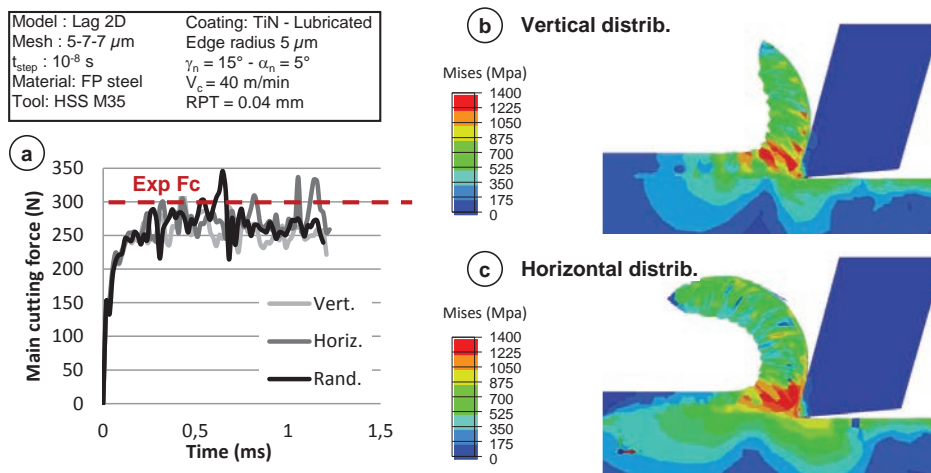 Model : Lag 2D
Mesh : 5-7-7 µm
tstep : 10-8 s
Material: FP steel
Tool: HSS M35
Coating: TiN - Lubricated
Edge radius 5 µm
γn = 15° - αn = 5°
Vc = 40 m/min
RPT = 0.04 mm
a
Main cutting force (N)
350
300
250
200
150
100
50
0
Exp Fc
Vert.
Horiz.
Rand.
0
0,5
1
1,5
Time (ms)
b
Vertical distrib.
Mises (Mpa)
1400
1225
1050
875
700
525
350
175
0
c
Horizontal distrib.
Mises (Mpa)
1400
1225
1050
875
700
525
350
175
0